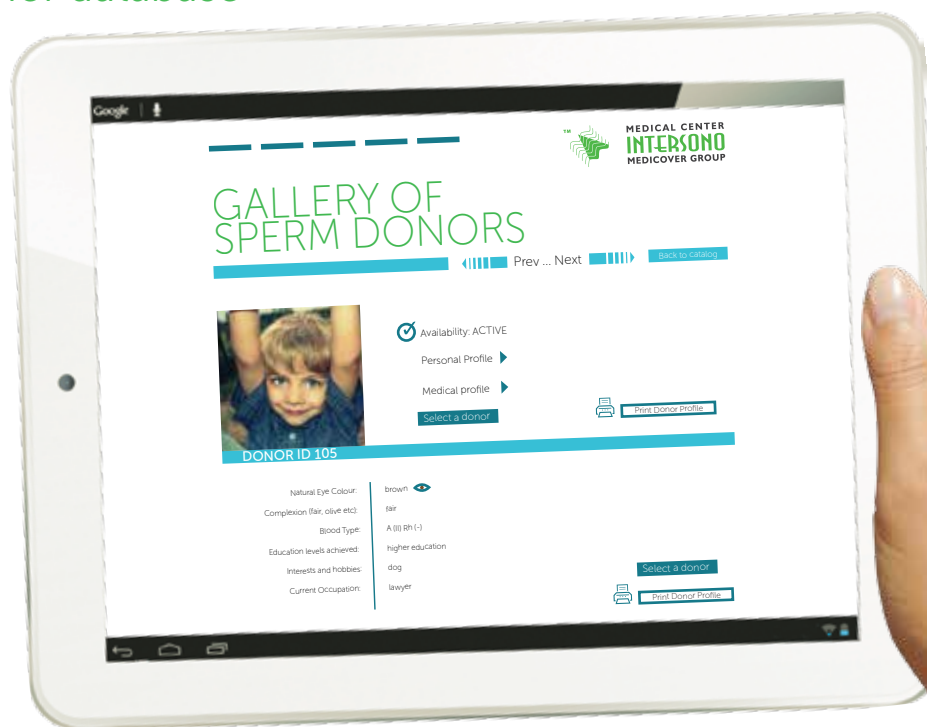 Google
TM
MEDICAL CENTER
INTERSONO
MEDICOVER GROUP
GALLERY OF
SPERM DONORS
Prev ... Next
Back to catalog
Availability: ACTIVE
Personal Profile
Medical profile
Select a donor
Print Donor Profile
DONOR ID 105
Natural Eye Colour: brown
Complexion (fair, olive etc): fair
Blood Type: A (II) Rh (-)
Education levels achieved: higher education
Interests and hobbies: dog
Current Occupation: lawyer
Select a donor
Print Donor Profile